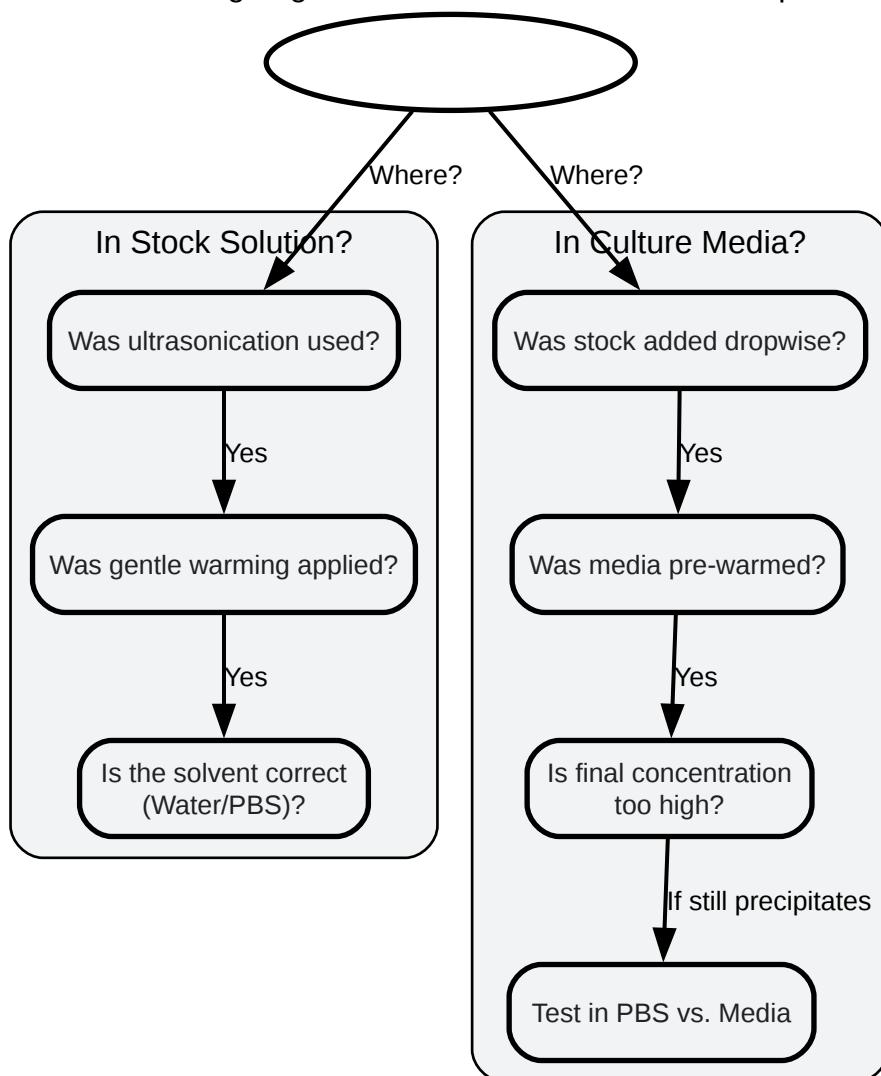 Where?
Where?
In Stock Solution?
In Culture Media?
Was ultrasonication used?
Was stock added dropwise?
Yes
Yes
Was gentle warming applied?
Was media pre-warmed?
Yes
Yes
Is the solvent correct
(Water/PBS)?
Is final concentration
too high?
If still precipitates
Test in PBS vs. Media